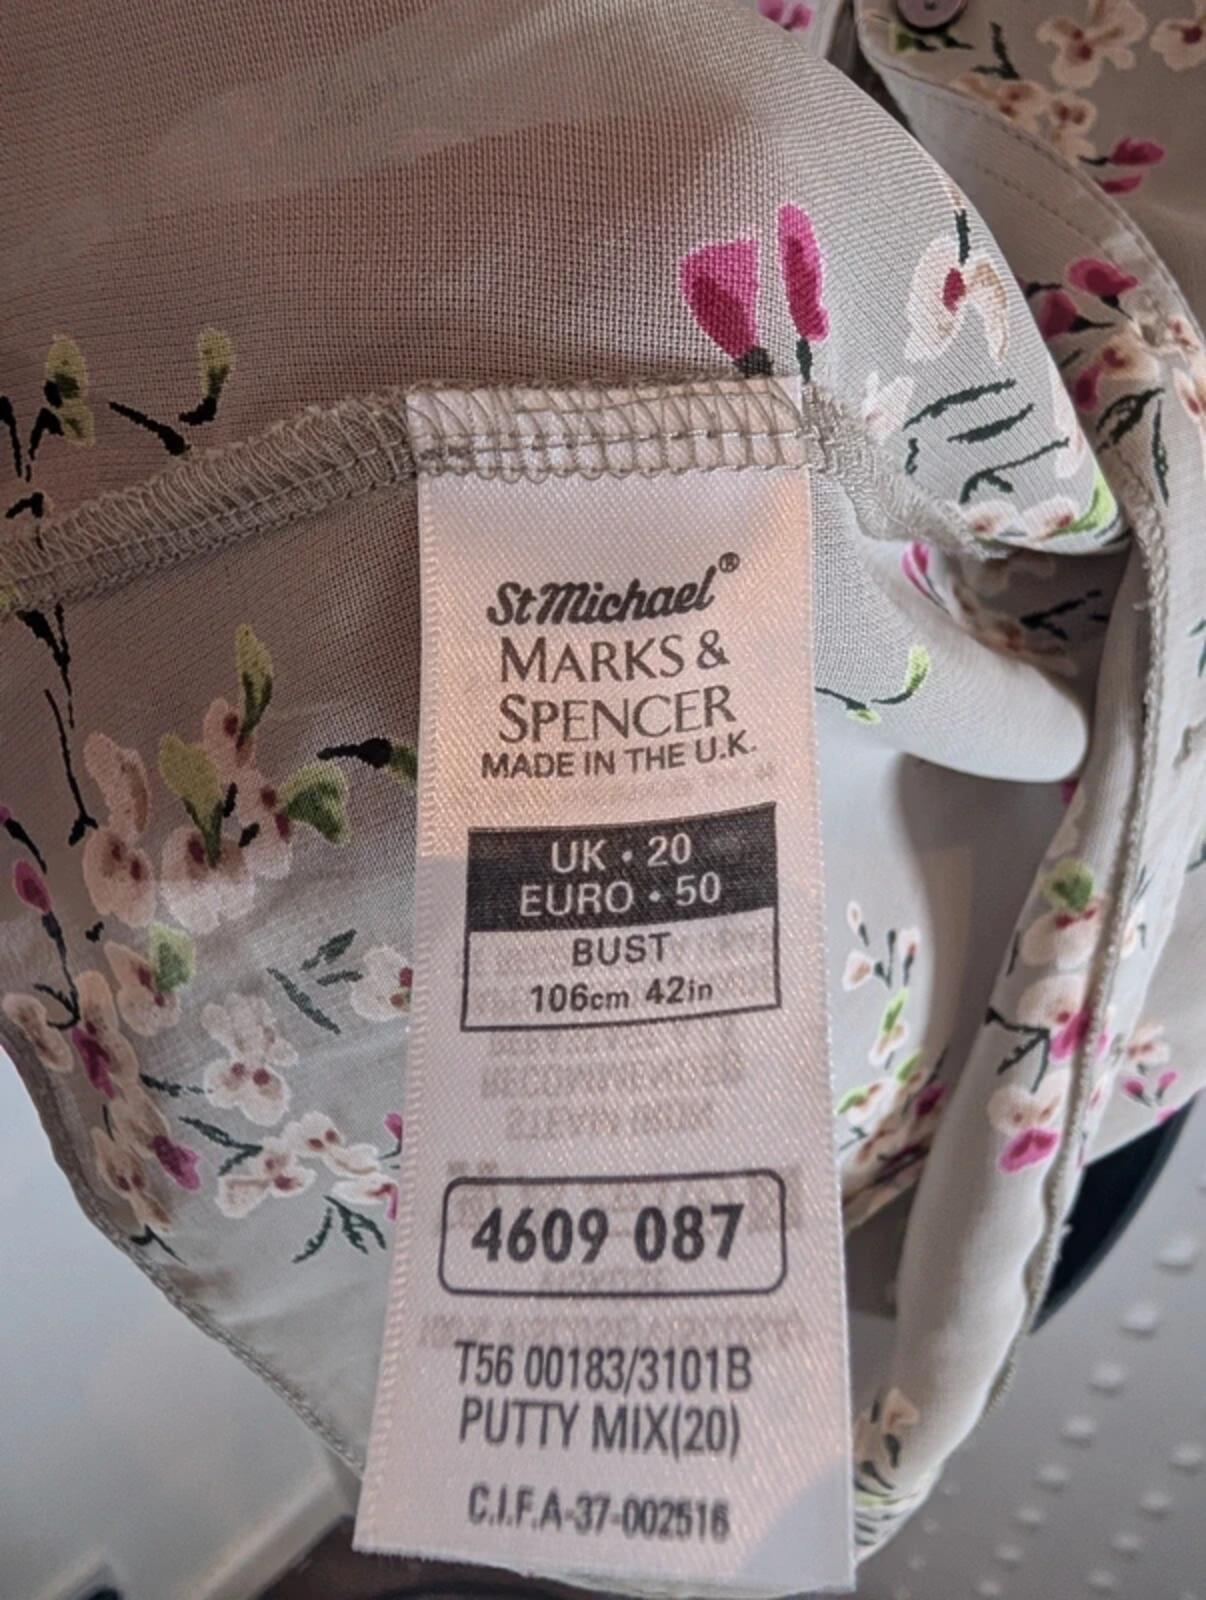 St Michael®
MARKS &
SPENCER
MADE IN THE U.K.
UK • 20
EURO • 50
BUST
106cm 42in
4609 087
T56 00183/3101B
PUTTY MIX(20)
C.I.F.A-37-002516